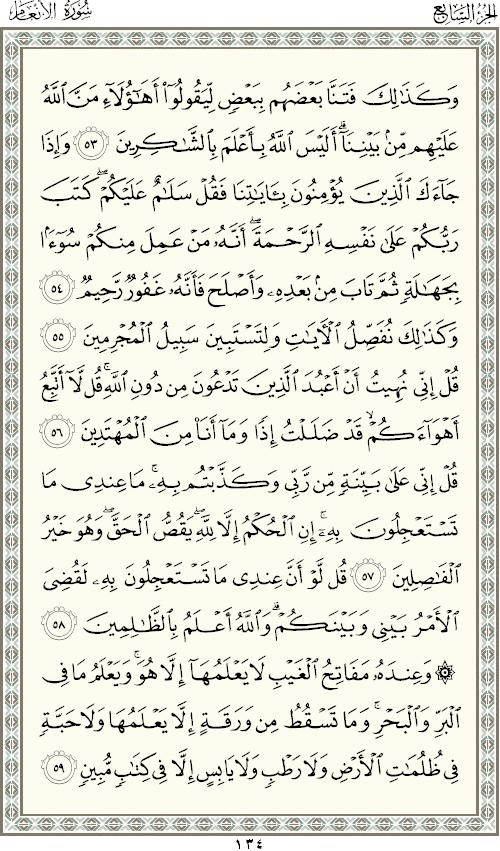 الجزء السابع
سورة الأنعام
وَكَذَٰلِكَ فَتَنَّا بَعْضَهُم بِبَعْضٍ لِّيَقُولُوٓا۟ أَهَٰٓؤُلَآءِ مَنَّ ٱللَّهُ
عَلَيْهِم مِّنۢ بَيْنِنَآ ۗ أَلَيْسَ ٱللَّهُ بِأَعْلَمَ بِٱلشَّٰكِرِينَ ٥٣ وَإِذَا
جَآءَكَ ٱلَّذِينَ يُؤْمِنُونَ بِـَٔايَٰتِنَا فَقُلْ سَلَٰمٌ عَلَيْكُمْ ۖ كَتَبَ
رَبُّكُمْ عَلَىٰ نَفْسِهِ ٱلرَّحْمَةَ ۖ أَنَّهُۥ مَنْ عَمِلَ مِنكُمْ سُوٓءًۢا
بِجَهَٰلَةٍ ثُمَّ تَابَ مِنۢ بَعْدِهِۦ وَأَصْلَحَ فَأَنَّهُۥ غَفُورٌ رَّحِيمٌ ٥٤
وَكَذَٰلِكَ نُفَصِّلُ ٱلْـَٔايَٰتِ وَلِتَسْتَبِينَ سَبِيلُ ٱلْمُجْرِمِينَ ٥٥
قُلْ إِنِّى نُهِيتُ أَنْ أَعْبُدَ ٱلَّذِينَ تَدْعُونَ مِن دُونِ ٱللَّهِ ۚ قُل لَّآ أَتَّبِعُ
أَهْوَآءَكُمْ ۙ قَدْ ضَلَلْتُ إِذًا وَمَآ أَنَا۠ مِنَ ٱلْمُهْتَدِينَ ٥٦
قُلْ إِنِّى عَلَىٰ بَيِّنَةٍ مِّن رَّبِّى وَكَذَّبْتُم بِهِۦ ۚ مَا عِندِى مَا
تَسْتَعْجِلُونَ بِهِۦٓ ۚ إِنِ ٱلْحُكْمُ إِلَّا لِلَّهِ ۖ يَقُصُّ ٱلْحَقَّ ۖ وَهُوَ خَيْرُ
ٱلْفَٰصِلِينَ ٥٧ قُل لَّوْ أَنَّ عِندِى مَا تَسْتَعْجِلُونَ بِهِۦ لَقُضِىَ
ٱلْأَمْرُ بَيْنِى وَبَيْنَكُمْ ۗ وَٱللَّهُ أَعْلَمُ بِٱلظَّٰلِمِينَ ٥٨
۞ وَعِندَهُۥ مَفَاتِحُ ٱلْغَيْبِ لَا يَعْلَمُهَآ إِلَّا هُوَ ۚ وَيَعْلَمُ مَا فِى
ٱلْبَرِّ وَٱلْبَحْرِ ۚ وَمَا تَسْقُطُ مِن وَرَقَةٍ إِلَّا يَعْلَمُهَا وَلَا حَبَّةٍ
فِى ظُلُمَٰتِ ٱلْأَرْضِ وَلَا رَطْبٍ وَلَا يَابِسٍ إِلَّا فِى كِتَٰبٍ مُّبِينٍ ٥٩
١٣٤